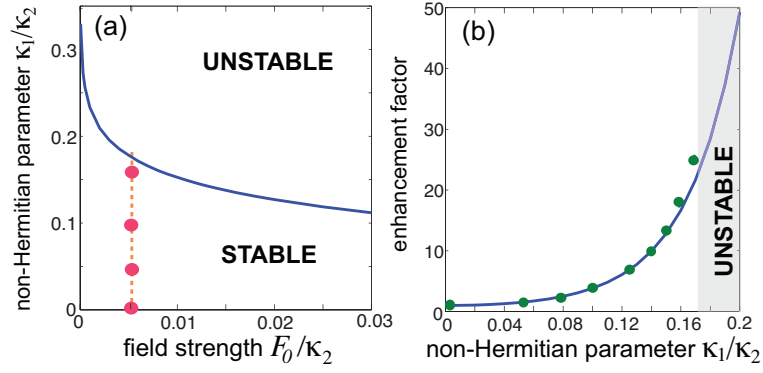 (a)
UNSTABLE
STABLE
non-Hermitian parameter κ₁/κ₂
0.3
0.2
0.1
0
0
0.01
0.02
0.03
field strength F₀/κ₂
(b)
UNSTABLE
enhancement factor
50
40
30
20
10
0
0
0.04
0.08
0.12
0.16
0.2
non-Hermitian parameter κ₁/κ₂